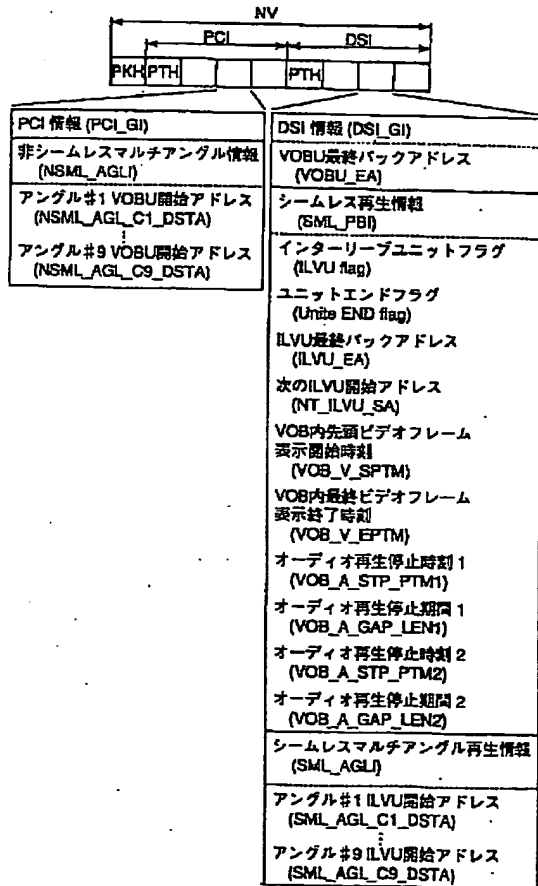 NV
PCI
DSI
PKH PTH PTH
PCI 情報 (PCI_GI)
非シームレスマルチアングル情報
(NSML_AGLI)
アングル#1 VOBU開始アドレス
(NSML_AGL_C1_DSTA)
⋮
アングル#9 VOBU開始アドレス
(NSML_AGL_C9_DSTA)
DSI 情報 (DSI_GI)
VOBU最終パックアドレス
(VOBU_EA)
シームレス再生情報
(SML_PBI)
インターリーブユニットフラグ
(ILVU flag)
ユニットエンドフラグ
(Unite END flag)
ILVU最終パックアドレス
(ILVU_EA)
次のILVU開始アドレス
(NT_ILVU_SA)
VOB内先頭ビデオフレーム
表示開始時刻
(VOB_V_SPTM)
VOB内最終ビデオフレーム
表示終了時刻
(VOB_V_EPTM)
オーディオ再生停止時刻 1
(VOB_A_STP_PTM1)
オーディオ再生停止期間 1
(VOB_A_GAP_LEN1)
オーディオ再生停止時刻 2
(VOB_A_STP_PTM2)
オーディオ再生停止期間 2
(VOB_A_GAP_LEN2)
シームレスマルチアングル再生情報
(SML_AGLI)
アングル#1 ILVU開始アドレス
(SML_AGL_C1_DSTA)
⋮
アングル#9 ILVU開始アドレス
(SML_AGL_C9_DSTA)